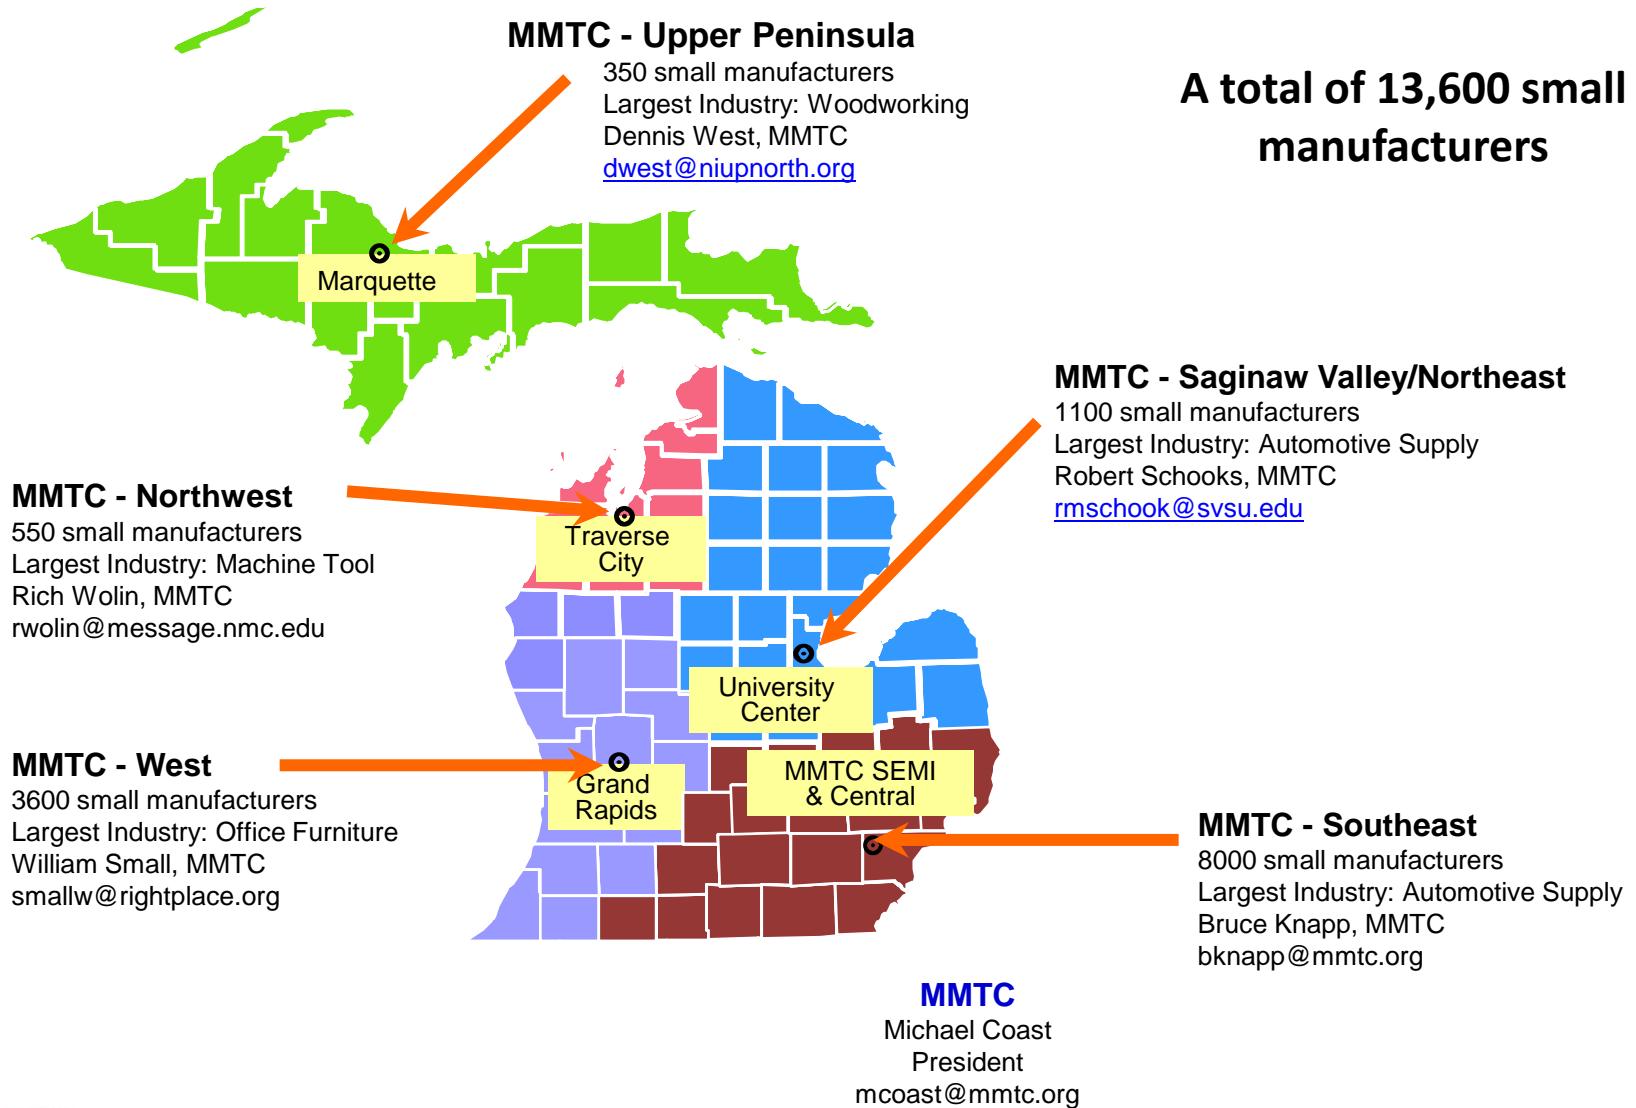 MMTC - Upper Peninsula
350 small manufacturers
Largest Industry: Woodworking
Dennis West, MMTC
dwest@niupnorth.org
A total of 13,600 small
manufacturers
Marquette
MMTC - Saginaw Valley/Northeast
1100 small manufacturers
Largest Industry: Automotive Supply
Robert Schooks, MMTC
rmschook@svsu.edu
MMTC - Northwest
550 small manufacturers
Largest Industry: Machine Tool
Rich Wolin, MMTC
rwolin@message.nmc.edu
Traverse
City
University
Center
MMTC - West
3600 small manufacturers
Largest Industry: Office Furniture
William Small, MMTC
smallw@rightplace.org
Grand
Rapids
MMTC SEMI
& Central
MMTC - Southeast
8000 small manufacturers
Largest Industry: Automotive Supply
Bruce Knapp, MMTC
bknapp@mmtc.org
MMTC
Michael Coast
President
mcoast@mmtc.org